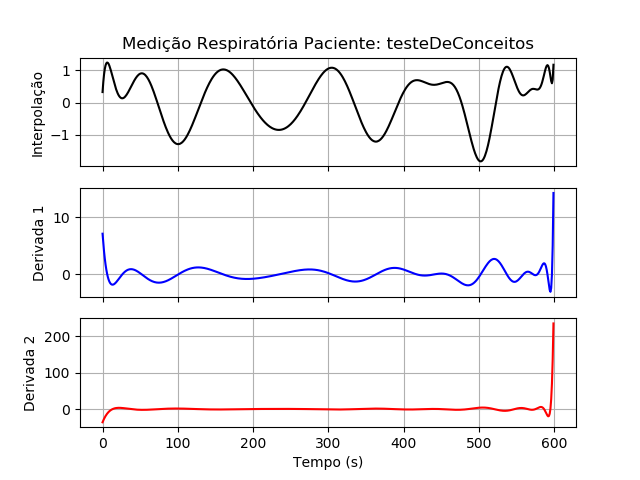 Medição Respiratória Paciente: testeDeConceitos
Interpolação
1
0
−1
Derivada 1
10
0
Derivada 2
200
100
0
0 100 200 300 400 500 600
Tempo (s)